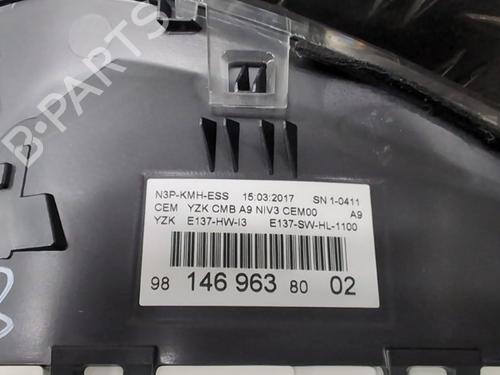 B-PARTS
N3P-KMH-ESS 15:03:2017 SN 1-0411
CEM YZK CMB A9 NIV3 CEM00 A9
YZK E137-HW-I3 E137-SW-HL-1100
98 146 963 80 02